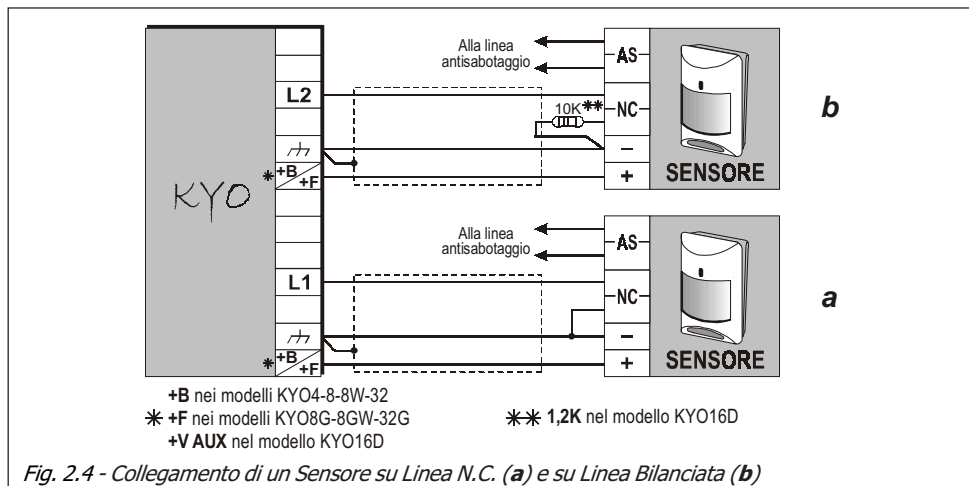 Alla linea
antisabotaggio
AS
L2
10K**
NC
b
–
*+B
+F
+
SENSORE
KYO
Alla linea
antisabotaggio
AS
L1
NC
a
–
*+B
+F
+
SENSORE
+B nei modelli KYO4-8-8W-32
* +F nei modelli KYO8G-8GW-32G
** 1,2K nel modello KYO16D
+V AUX nel modello KYO16D
Fig. 2.4 - Collegamento di un Sensore su Linea N.C. (a) e su Linea Bilanciata (b)